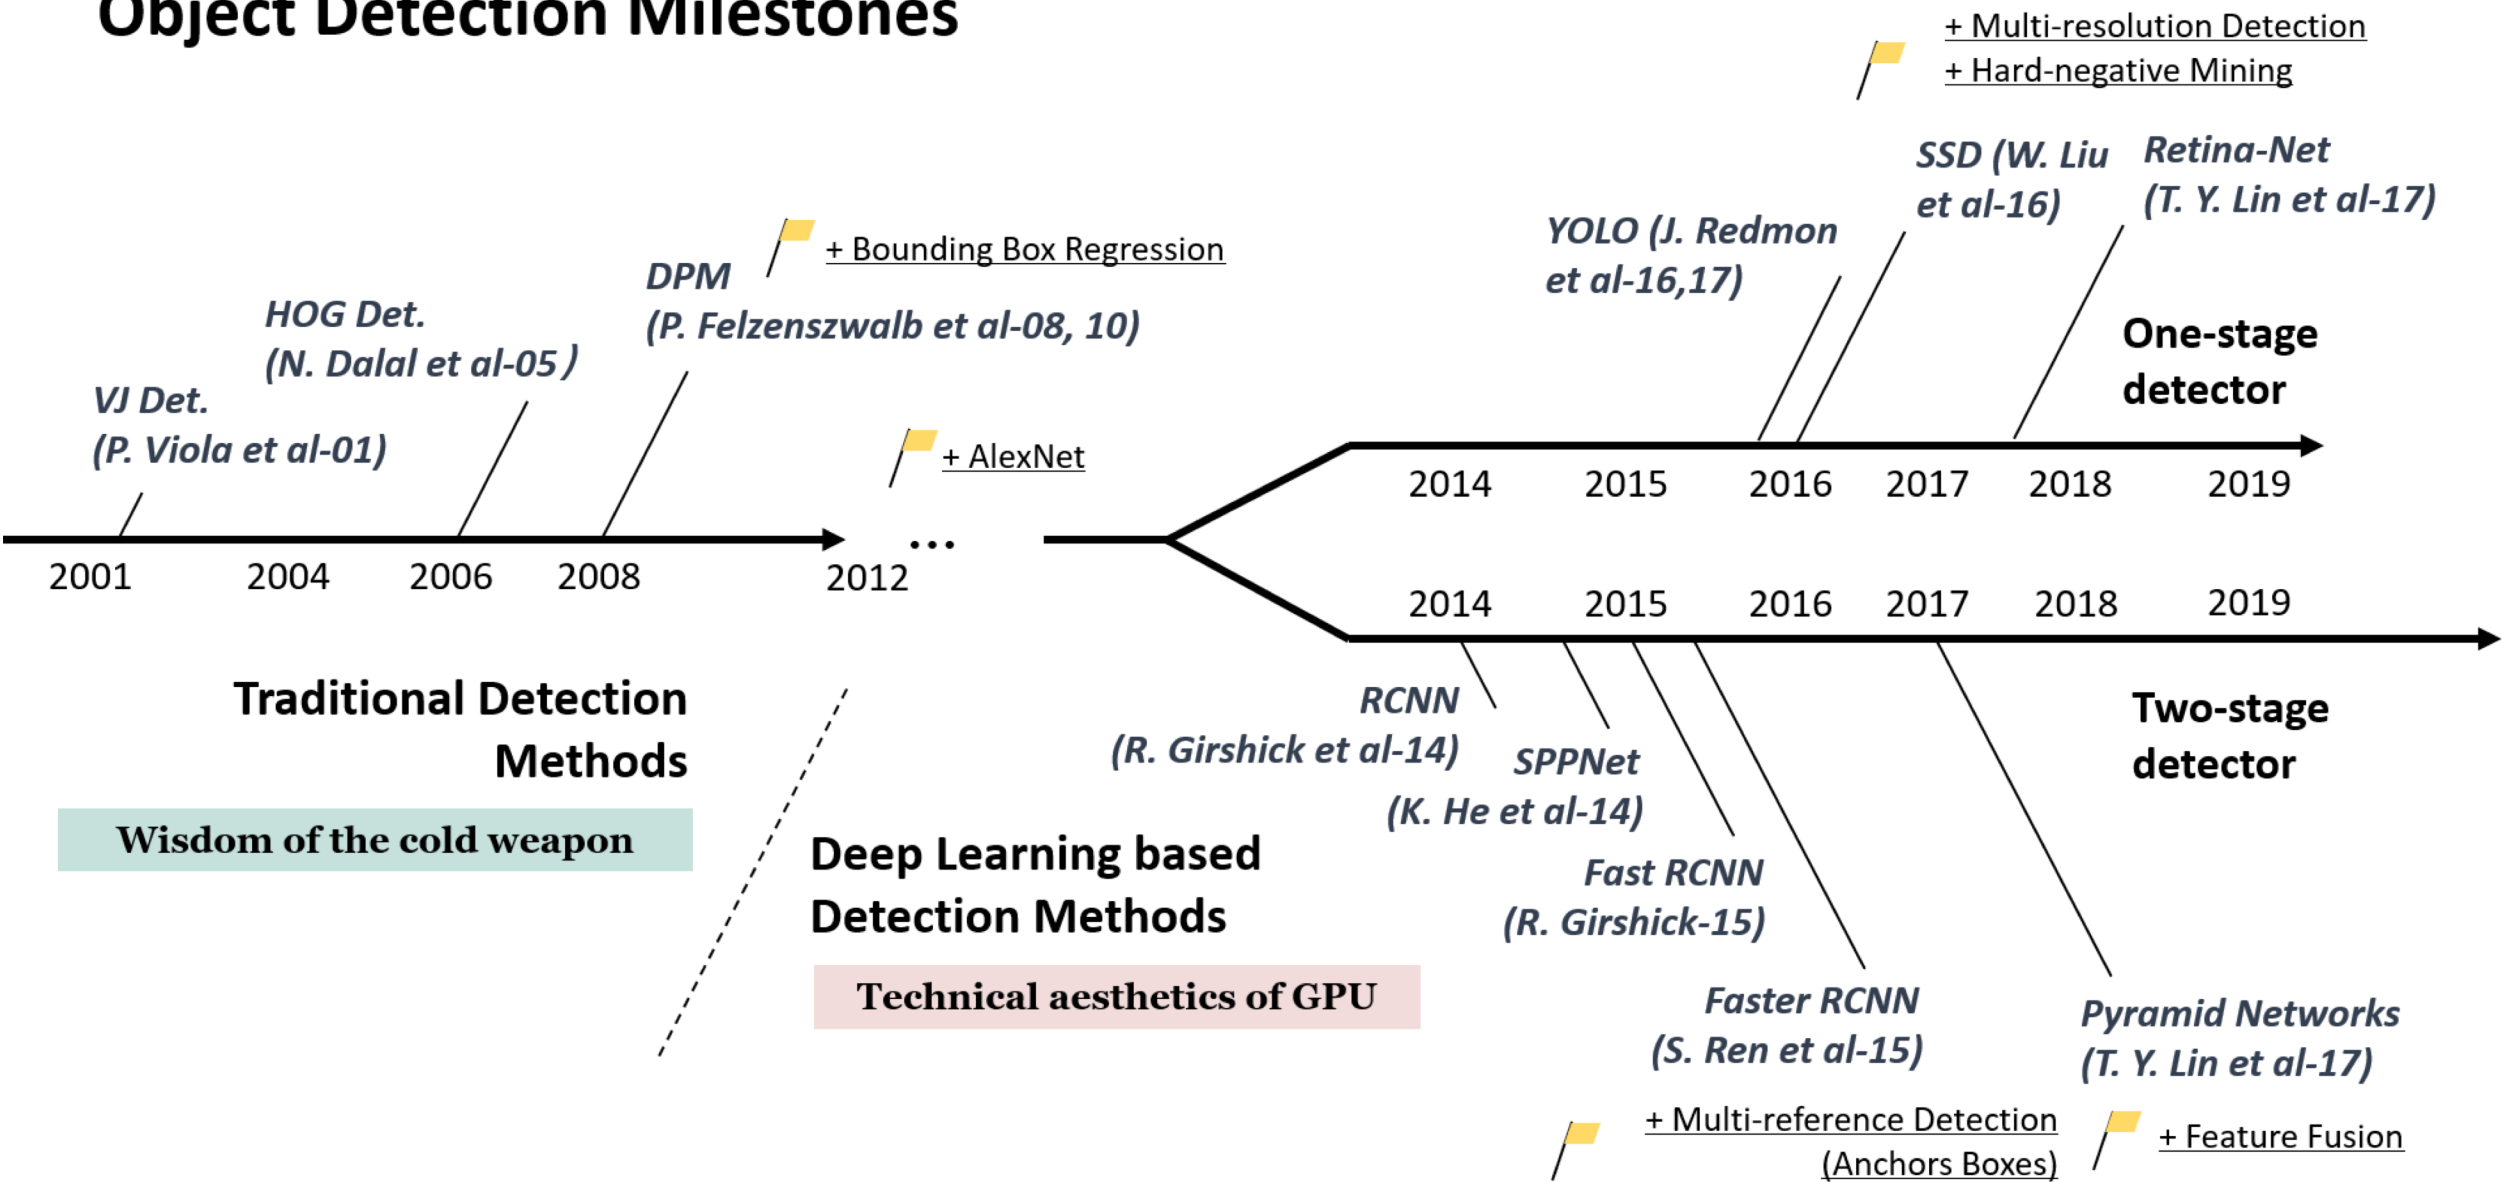 Object Detection Milestones
+ Multi-resolution Detection
+ Hard-negative Mining
SSD (W. Liu
et al-16)
Retina-Net
(T. Y. Lin et al-17)
YOLO (J. Redmon
et al-16,17)
+ Bounding Box Regression
DPM
(P. Felzenszwalb et al-08, 10)
HOG Det.
(N. Dalal et al-05)
VJ Det.
(P. Viola et al-01)
+ AlexNet
One-stage
detector
2014 2015 2016 2017 2018 2019
...
2001 2004 2006 2008 2012
2014 2015 2016 2017 2018 2019
Traditional Detection
Methods
Wisdom of the cold weapon
Deep Learning based
Detection Methods
Technical aesthetics of GPU
RCNN
(R. Girshick et al-14)
SPPNet
(K. He et al-14)
Fast RCNN
(R. Girshick-15)
Faster RCNN
(S. Ren et al-15)
Two-stage
detector
Pyramid Networks
(T. Y. Lin et al-17)
+ Multi-reference Detection
(Anchors Boxes)
+ Feature Fusion